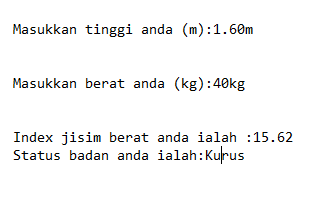 Masukkan tinggi anda (m):1.60m
Masukkan berat anda (kg):40kg
Index jisim berat anda ialah :15.62
Status badan anda ialah:Kurus